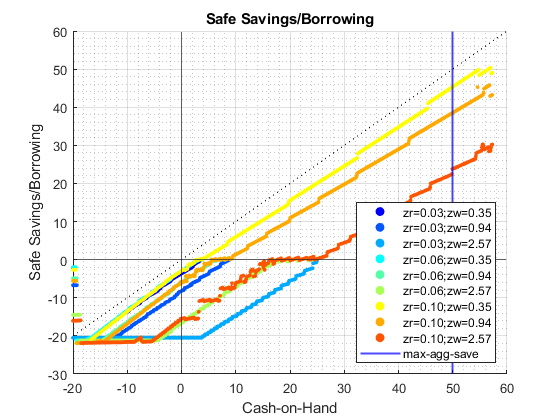 Safe Savings/Borrowing
Safe Savings/Borrowing
60
50
40
30
20
10
0
-10
-20
-30
zr=0.03;zw=0.35
zr=0.03;zw=0.94
zr=0.03;zw=2.57
zr=0.06;zw=0.35
zr=0.06;zw=0.94
zr=0.06;zw=2.57
zr=0.10;zw=0.35
zr=0.10;zw=0.94
zr=0.10;zw=2.57
max-agg-save
-20 -10 0 10 20 30 40 50 60
Cash-on-Hand